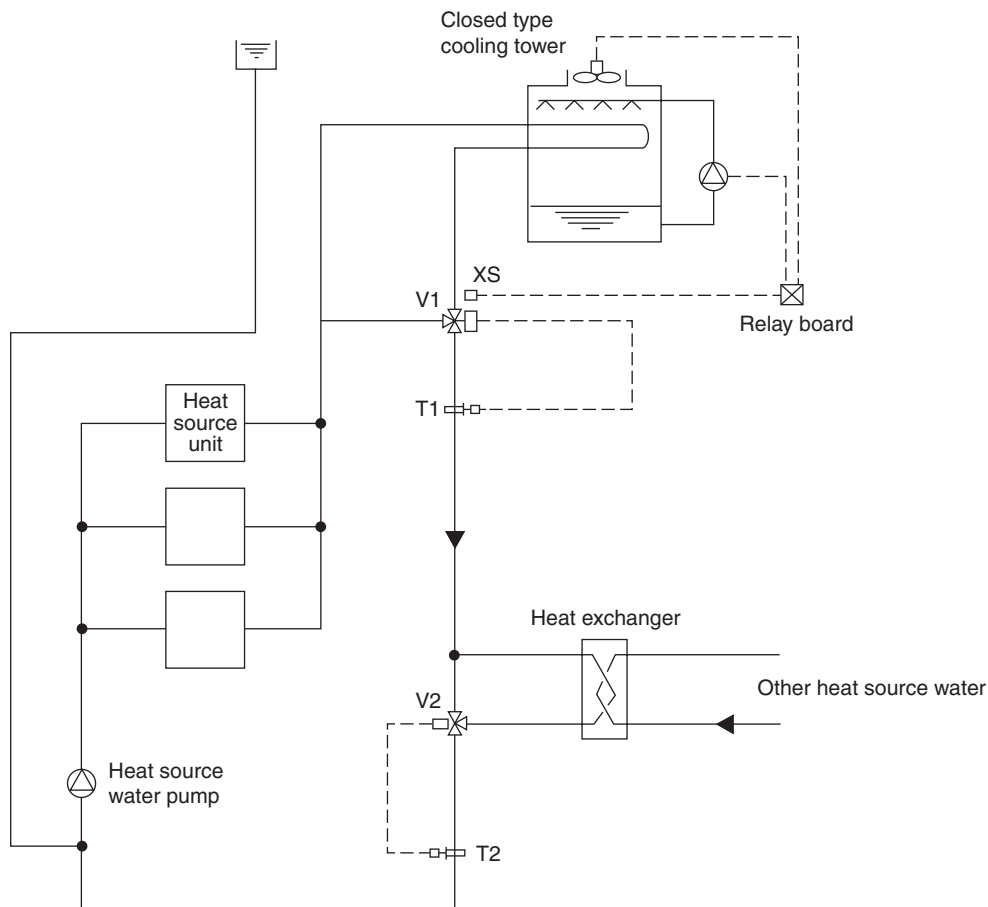 Closed type
cooling tower
XS
V1
Relay board
T1
Heat
source
unit
Heat exchanger
Other heat source water
V2
Heat source
water pump
T2